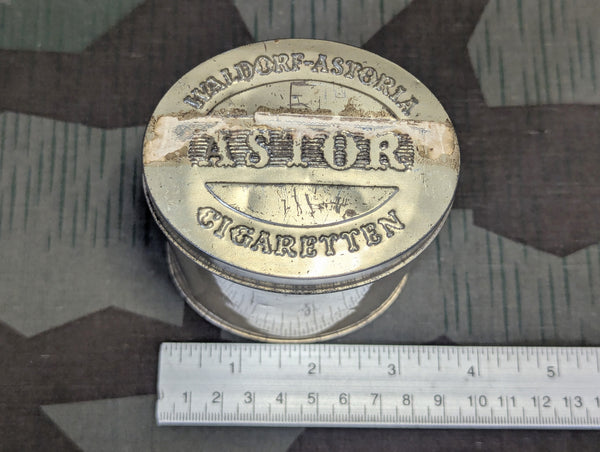 WALDORF-ASTORIA
ASTOR
CIGARETTEN
1 2 3 4 5
1 2 3 4 5 6 7 8 9 10 11 12 13